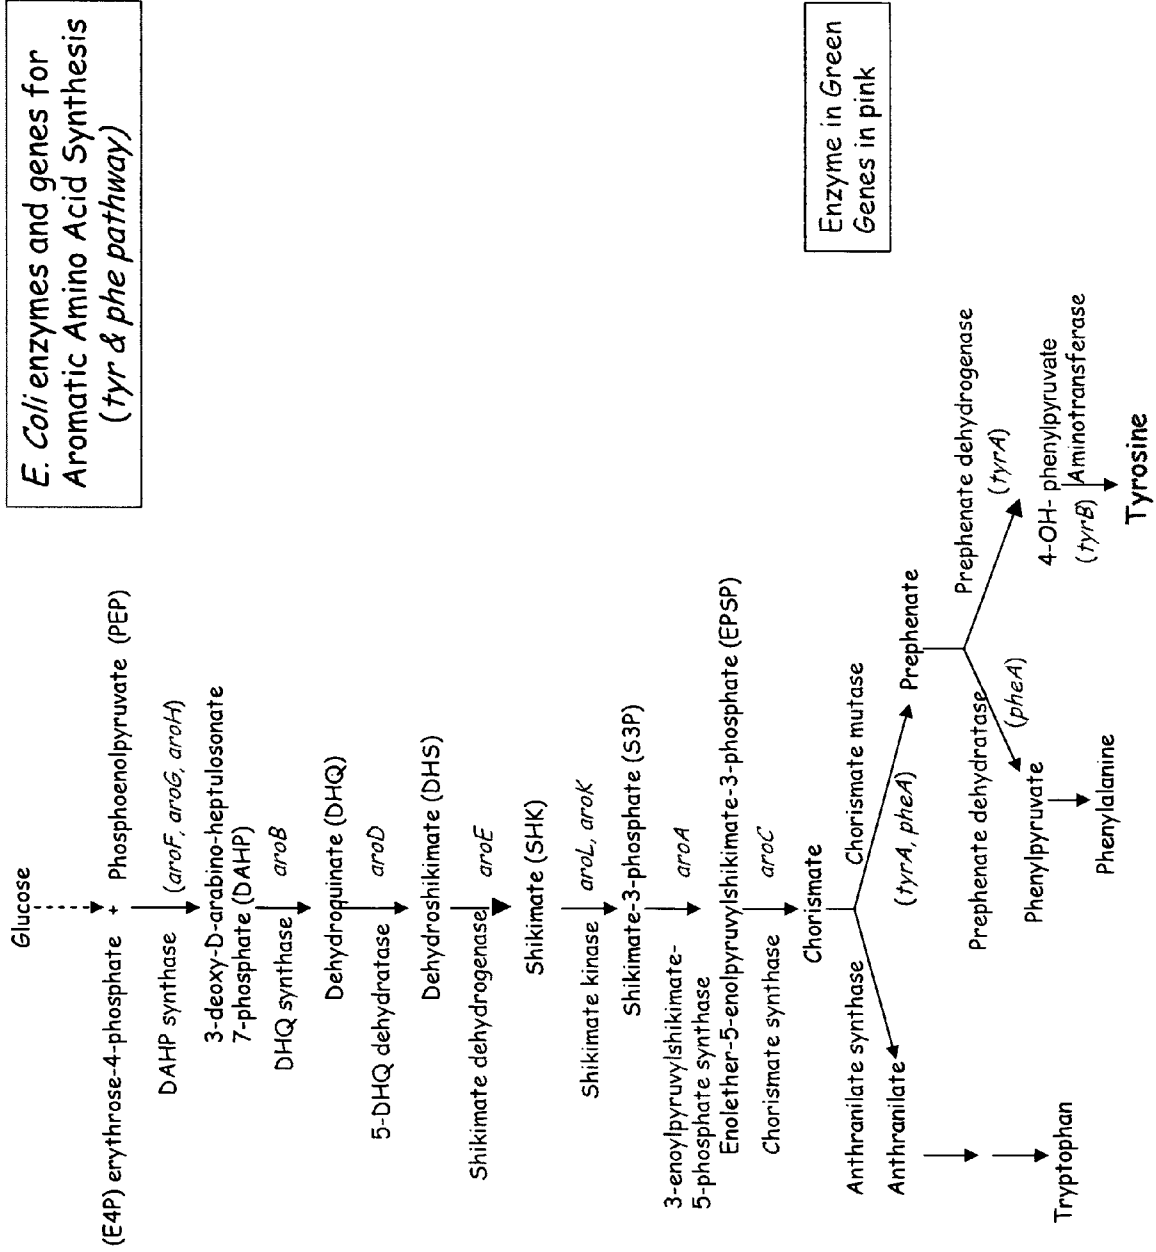 E. Coli enzymes and genes for
Aromatic Amino Acid Synthesis
(tyr & phe pathway)
Glucose
(E4P) erythrose-4-phosphate + Phosphoenolpyruvate (PEP)
DAHP synthase (aroF, aroG, aroH)
3-deoxy-D-arabino-heptulosonate
7-phosphate (DAHP)
DHQ synthase aroB
Dehydroquinate (DHQ)
5-DHQ dehydratase aroD
Dehydroshikimate (DHS)
Shikimate dehydrogenase aroE
Shikimate (SHK)
Shikimate kinase aroL, aroK
Shikimate-3-phosphate (S3P)
3-enoylpyruvylshikimate-
5-phosphate synthase
aroA
Enolether-5-enolpyruvylshikimate-3-phosphate (EPSP)
Chorismate synthase aroC
Chorismate
Anthranilate synthase Chorismate mutase
(tyrA, pheA)
Anthranilate
Prephenate
Prephenate dehydratase
(pheA)
Prephenate dehydrogenase
(tyrA)
Phenylpyruvate
4-OH- phenylpyruvate
(tyrB) Aminotransferase
Tryptophan
Phenylalanine
Tyrosine
Enzyme in Green
Genes in pink